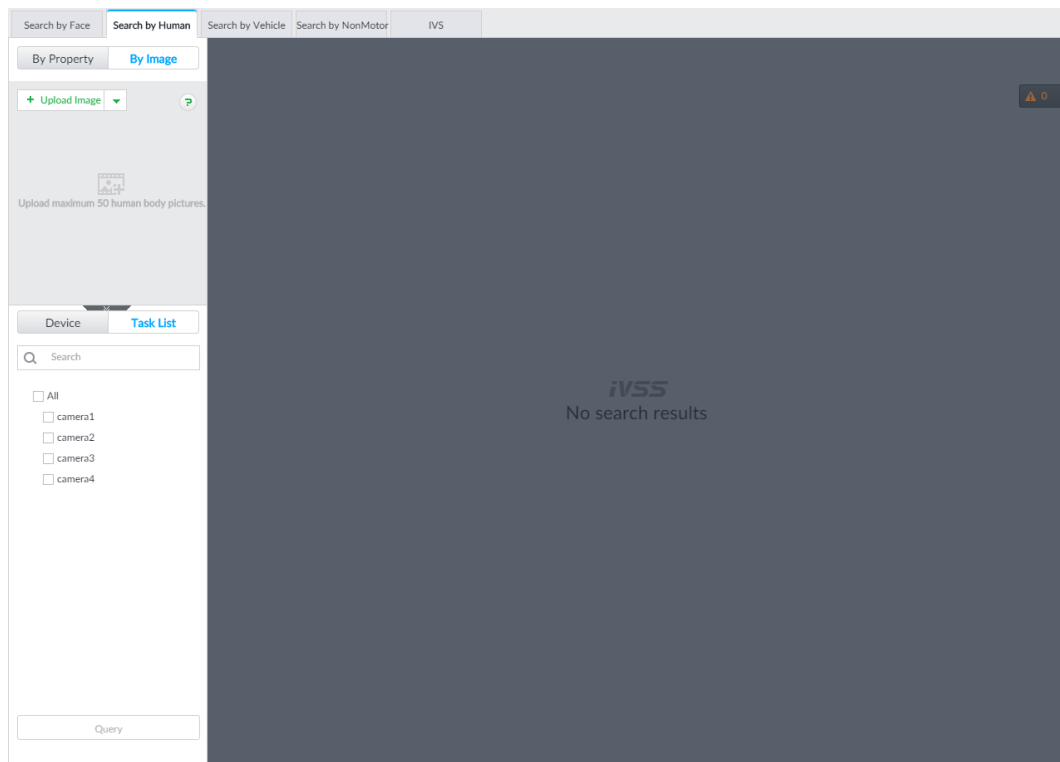 Search by Face
Search by Human
Search by Vehicle
Search by NonMotor
IVS
By Property
By Image
+ Upload Image
?
0
Upload maximum 50 human body pictures.
Device
Task List
Search
All
camera1
camera2
camera3
camera4
iVSS
No search results
Query